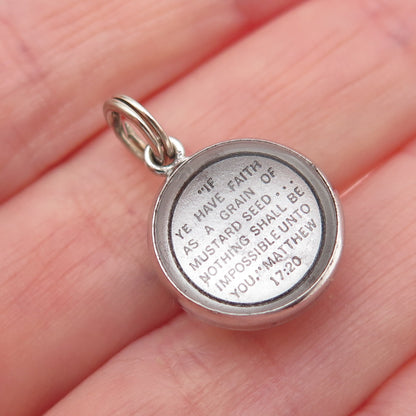 "IF
YE HAVE FAITH
AS A GRAIN OF
MUSTARD SEED...
NOTHING SHALL BE
IMPOSSIBLE UNTO
YOU," MATTHEW
17:20